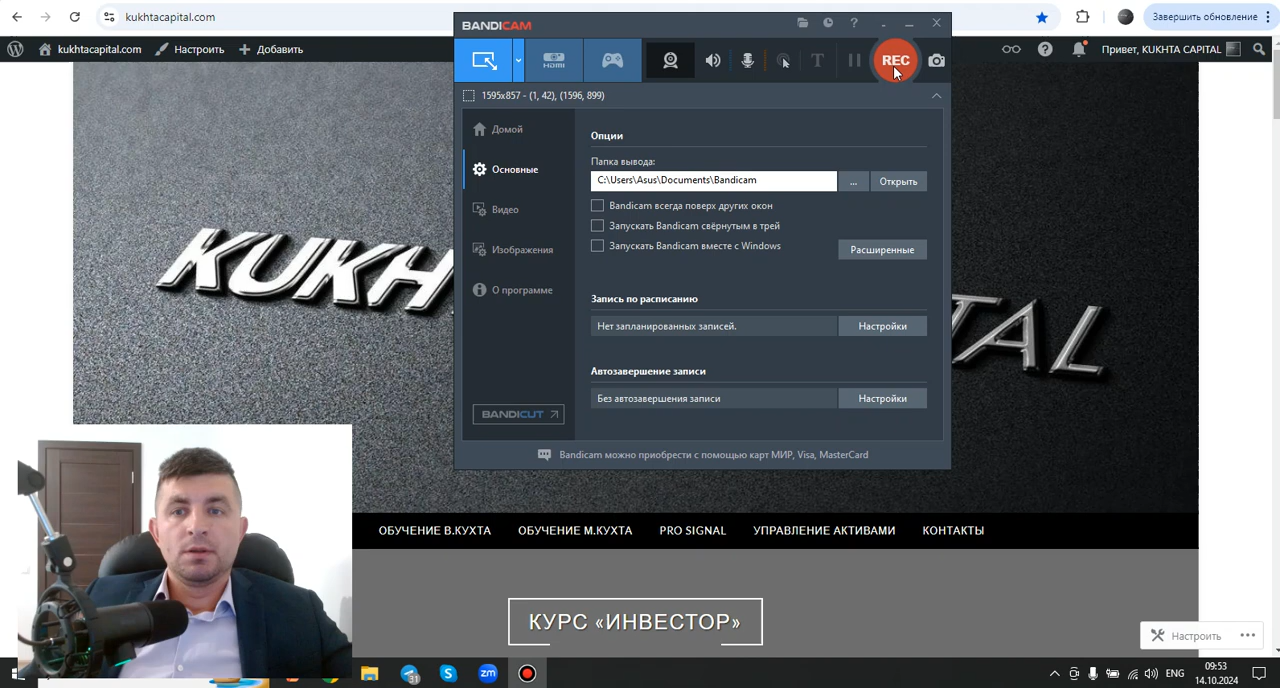 kukhtacapital.com
Завершить обновление
kukhtacapital.com
Настроить
Добавить
Привет, KUKHTA CAPITAL
BANDICAM
HDMI
REC
1595x857 - (1, 42), (1596, 899)
Домой
Основные
Видео
Изображения
О программе
BANDICUT
Опции
Папка вывода:
C:\Users\Asus\Documents\Bandicam
...
Открыть
Bandicam всегда поверх других окон
Запускать Bandicam свёрнутым в трей
Запускать Bandicam вместе с Windows
Расширенные
Запись по расписанию
Нет запланированных записей.
Настройки
Автозавершение записи
Без автозавершения записи
Настройки
Bandicam можно приобрести с помощью карт МИР, Visa, MasterCard
ОБУЧЕНИЕ В.КУХТА
ОБУЧЕНИЕ М.КУХТА
PRO SIGNAL
УПРАВЛЕНИЕ АКТИВАМИ
КОНТАКТЫ
КУРС «ИНВЕСТОР»
Настроить
31
zm
ENG
09:53
14.10.2024